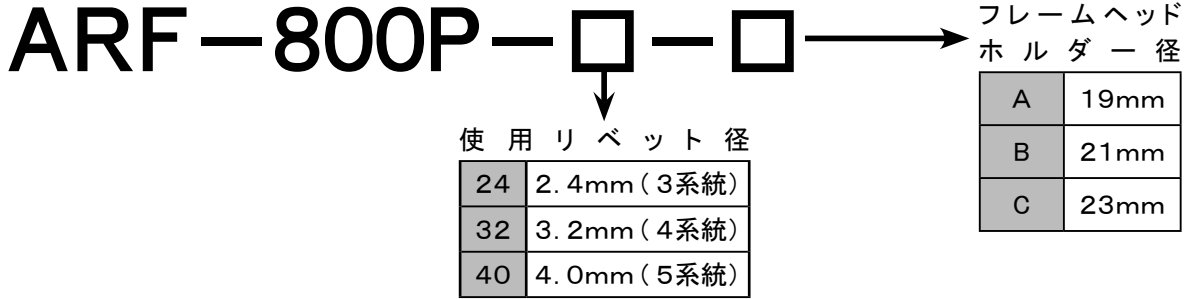 ARF-800P-□-□
フレームヘッド
ホルダー径
A 19mm
B 21mm
C 23mm
使用リベット径
24 2.4mm(3系統)
32 3.2mm(4系統)
40 4.0mm(5系統)